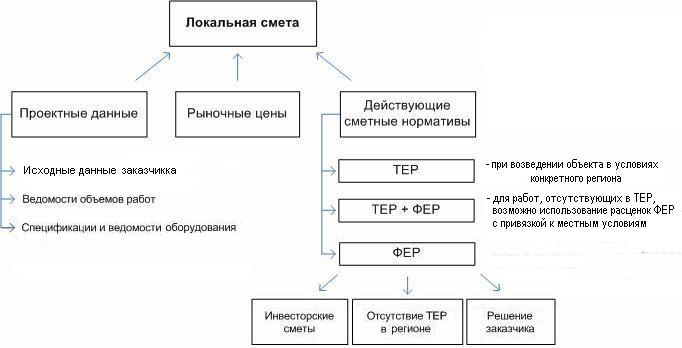 Локальная смета
Проектные данные
Рыночные цены
Действующие
сметные нормативы
Исходные данные заказчикка
Ведомости объемов работ
Спецификации и ведомости оборудования
ТЕР
- при возведении объекта в условиях
конкретного региона
ТЕР + ФЕР
- для работ, отсутствующих в ТЕР,
возможно использование расценок ФЕР
с привязкой к местным условиям
ФЕР
Инвесторские
сметы
Отсутствие ТЕР
в регионе
Решение
заказчика